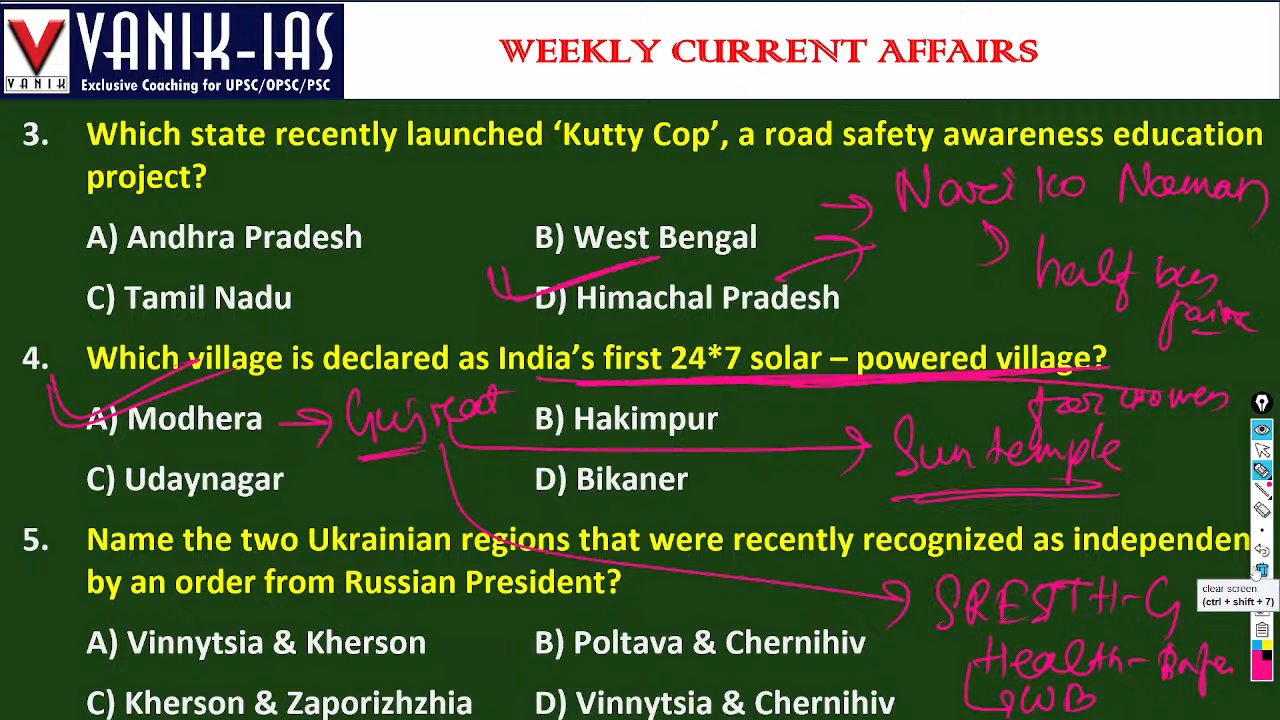 VANIK-IAS
VANIK
Exclusive Coaching for UPSC/OPSC/PSC
WEEKLY CURRENT AFFAIRS
3. Which state recently launched ‘Kutty Cop’, a road safety awareness education
project?
Nari ko Naman
A) Andhra Pradesh B) West Bengal
half bus
C) Tamil Nadu D) Himachal Pradesh
4. Which village is declared as India’s first 24*7 solar – powered village?
for women
A) Modhera Gujrat B) Hakimpur
Sun temple
C) Udaynagar D) Bikaner
5. Name the two Ukrainian regions that were recently recognized as independen
by an order from Russian President?
SRESTH-G
clear screen
(ctrl + shift + 7)
A) Vinnytsia & Kherson B) Poltava & Chernihiv
Health -
C) Kherson & Zaporizhzhia D) Vinnytsia & Chernihiv
WB